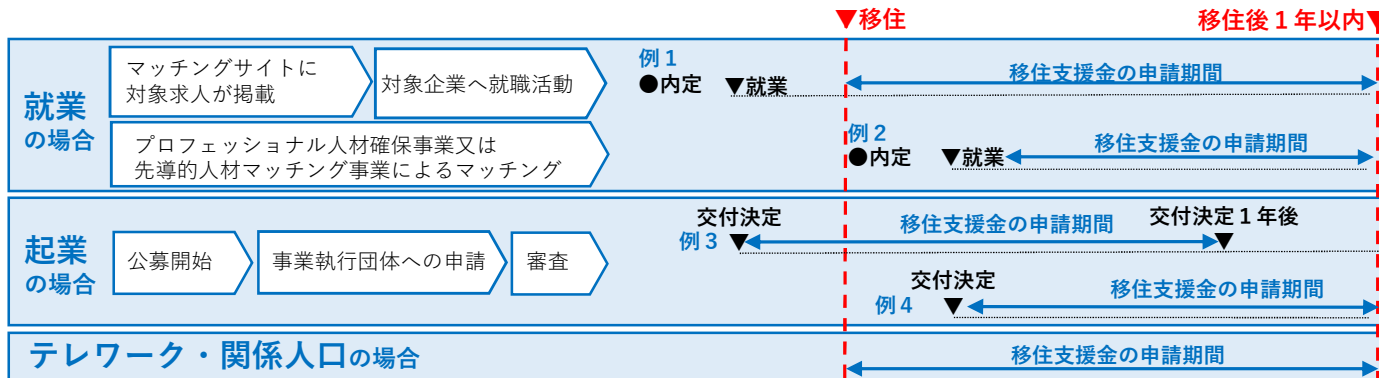 ▼移住
移住後１年以内▼
就業
の場合
マッチングサイトに
対象求人が掲載
対象企業へ就職活動
例１
●内定
▼就業
移住支援金の申請期間
プロフェッショナル人材確保事業又は
先導的人材マッチング事業によるマッチング
例２
●内定
▼就業
移住支援金の申請期間
起業
の場合
公募開始
事業執行団体への申請
審査
交付決定
例３
▼
移住支援金の申請期間
交付決定１年後
▼
交付決定
例４
▼
移住支援金の申請期間
テレワーク・関係人口の場合
移住支援金の申請期間